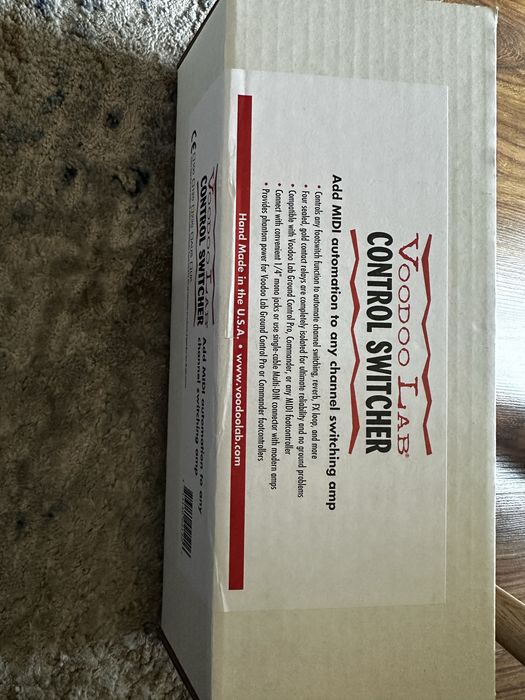 VOODOO LAB®
CONTROL SWITCHER
Add MIDI automation to any channel switching amp
• Controls any footswitch function to automate channel switching, reverb, FX loop, and more
• Four sealed, gold contact relays are completely isolated for ultimate reliability and no ground problems
• Compatible with Voodoo Lab Ground Control Pro, Commander, or any MIDI footcontroller
• Connect with convenient 1/4" mono jacks or use single-cable Multi-DIN connector with modern amps
• Provides phantom power for Voodoo Lab Ground Control Pro or Commander footcontrollers
Hand Made in the U.S.A. • www.voodoolab.com
CONTROL SWITCHER
Add MIDI automation to any
channel switching amp
CE